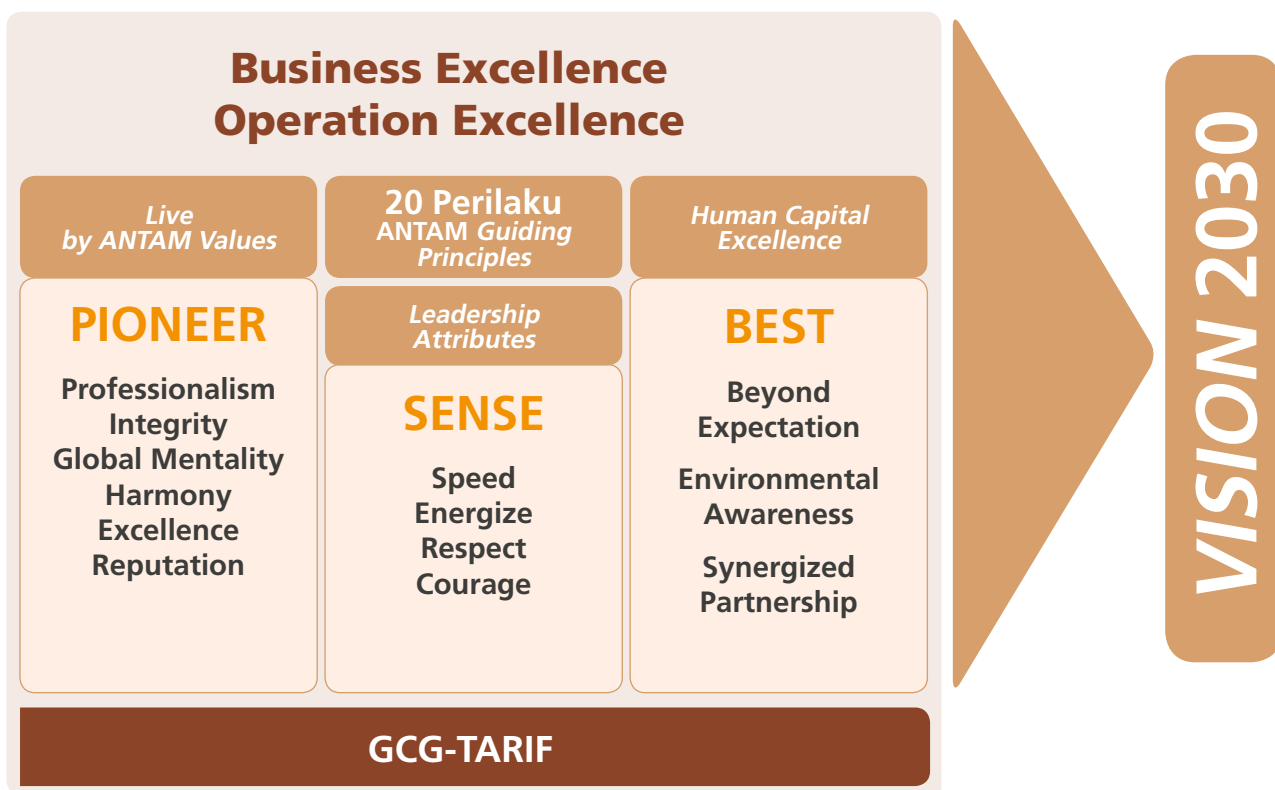 Business Excellence
Operation Excellence
Live
by ANTAM Values
PIONEER
Professionalism
Integrity
Global Mentality
Harmony
Excellence
Reputation
20 Perilaku
ANTAM Guiding
Principles
Leadership
Attributes
SENSE
Speed
Energize
Respect
Courage
Human Capital
Excellence
BEST
Beyond
Expectation
Environmental
Awareness
Synergized
Partnership
GCG-TARIF
VISION 2030